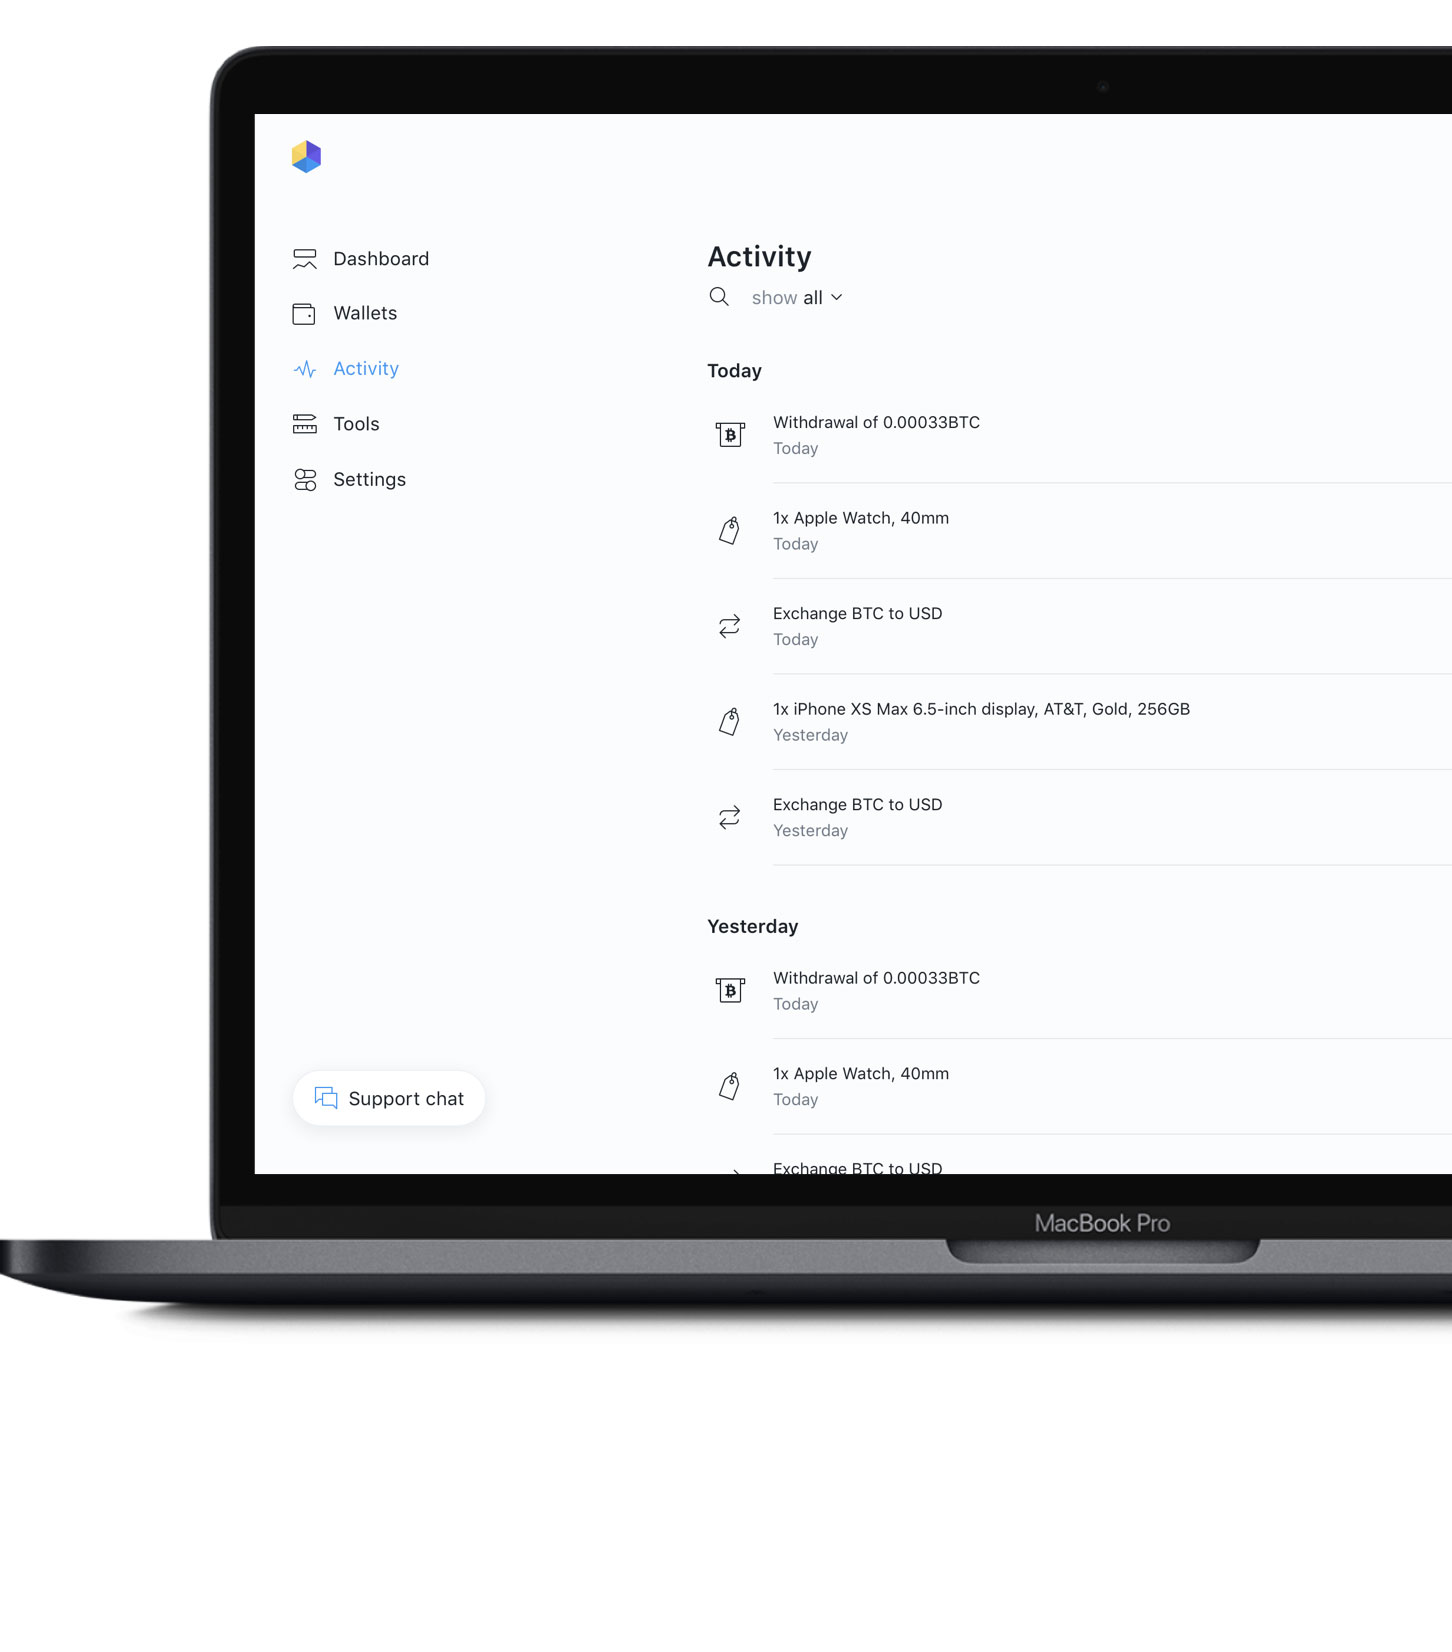 Dashboard
Wallets
Activity
Tools
Settings
Support chat
Activity
show all
Today
Withdrawal of 0.00033BTC
Today
1x Apple Watch, 40mm
Today
Exchange BTC to USD
Today
1x iPhone XS Max 6.5-inch display, AT&T, Gold, 256GB
Yesterday
Exchange BTC to USD
Yesterday
Yesterday
Withdrawal of 0.00033BTC
Today
1x Apple Watch, 40mm
Today
Exchange BTC to USD
MacBook Pro